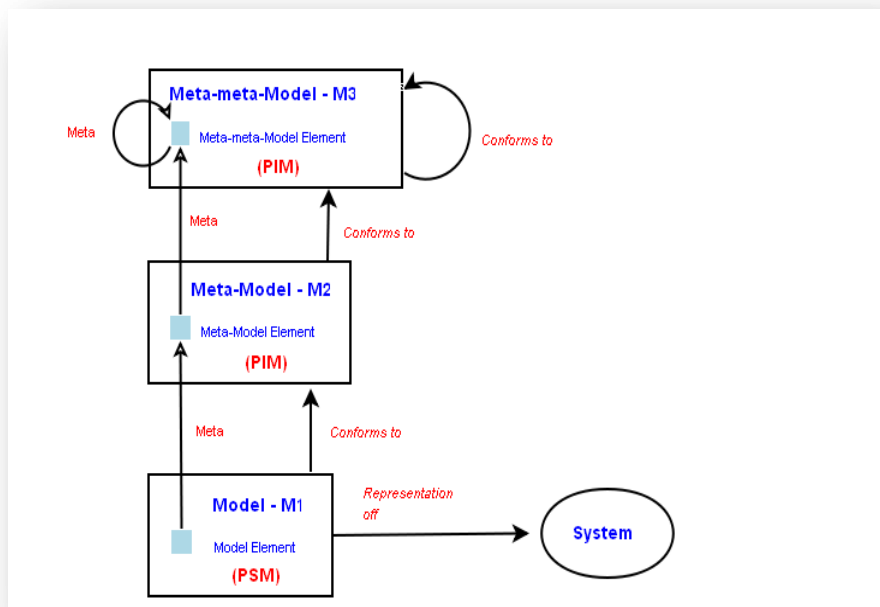 Meta-meta-Model - M3
Meta
Meta-meta-Model Element
Conforms to
(PIM)
Meta
Conforms to
Meta-Model - M2
Meta-Model Element
(PIM)
Meta
Conforms to
Model - M1
Representation
off
System
Model Element
(PSM)